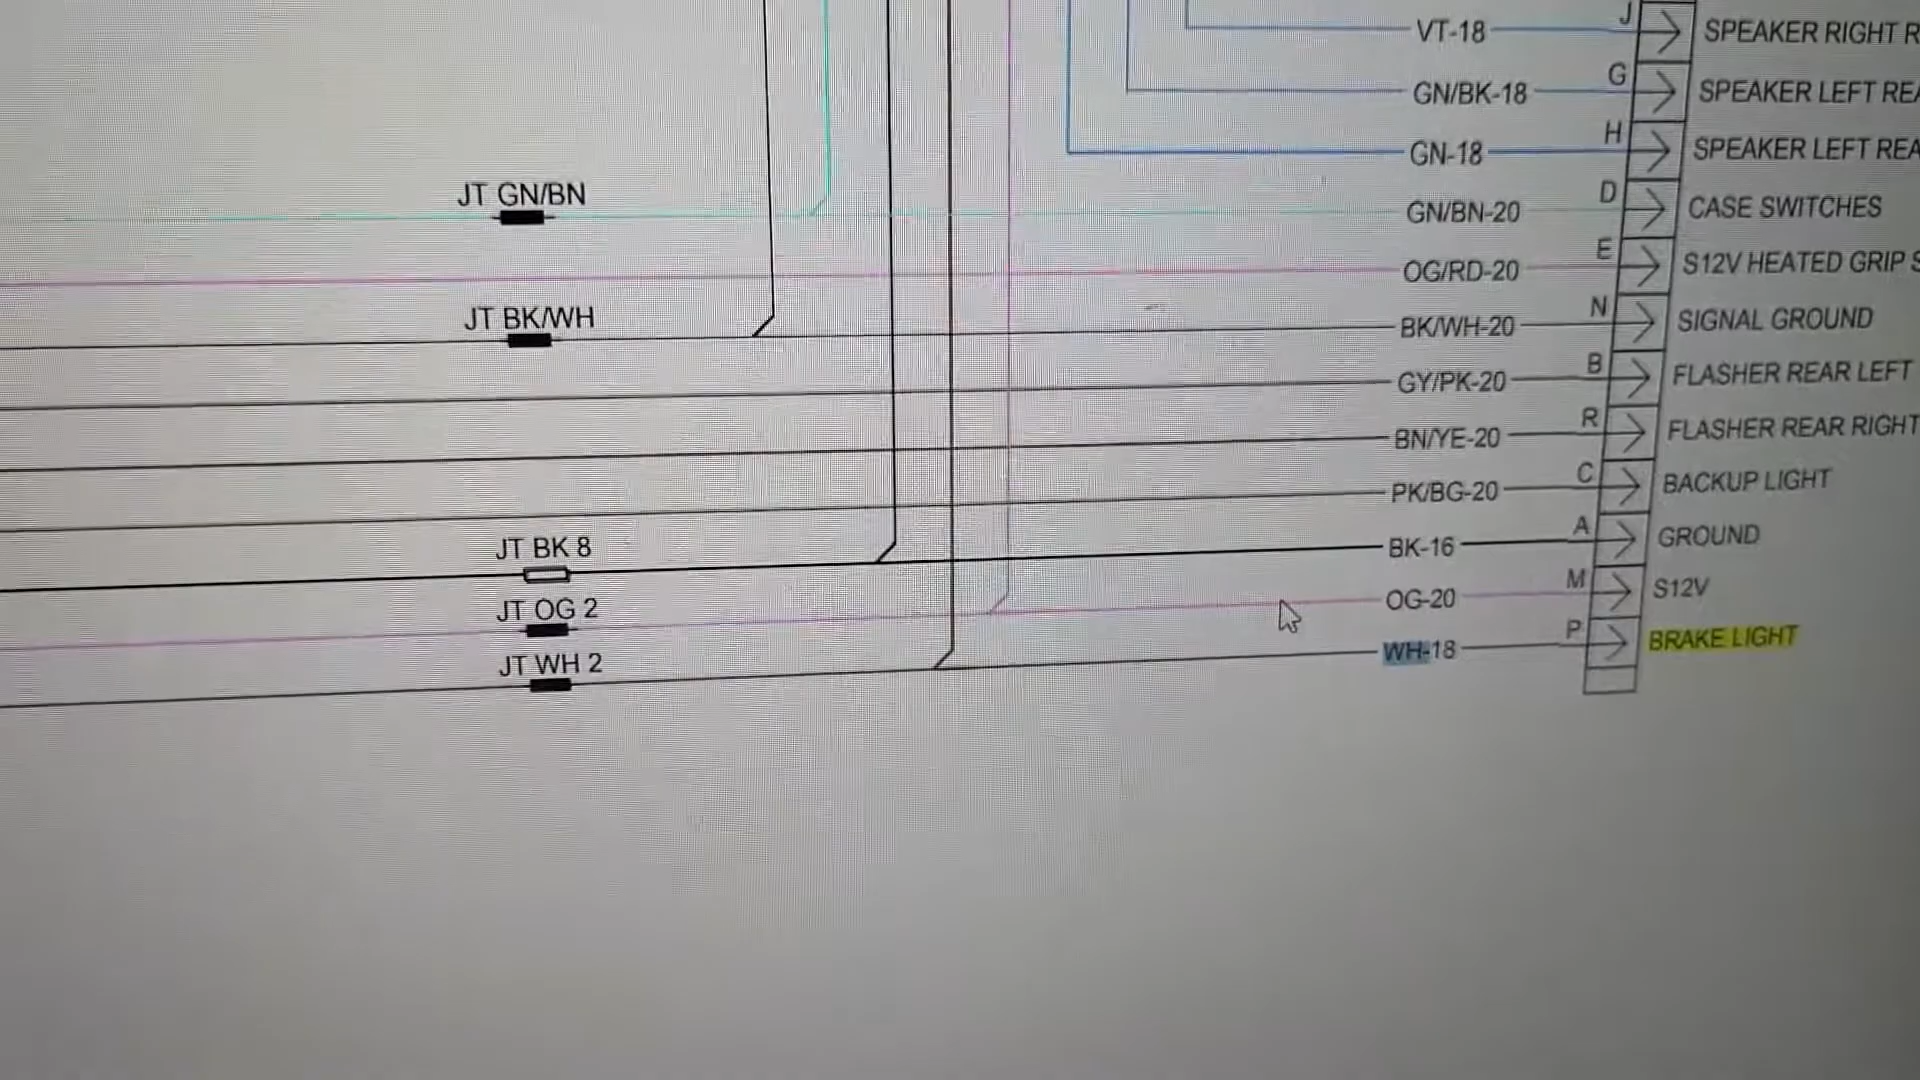 VT-18 J SPEAKER RIGHT R
GN/BK-18 G SPEAKER LEFT REA
GN-18 H SPEAKER LEFT REA
JT GN/BN
GN/BN-20 D CASE SWITCHES
OG/RD-20 E S12V HEATED GRIP S
JT BK/WH
BK/WH-20 N SIGNAL GROUND
GY/PK-20 B FLASHER REAR LEFT
BN/YE-20 R FLASHER REAR RIGHT
PK/BG-20 C BACKUP LIGHT
JT BK 8
BK-16 A GROUND
JT OG 2
OG-20 M S12V
JT WH 2
WH-18 P BRAKE LIGHT